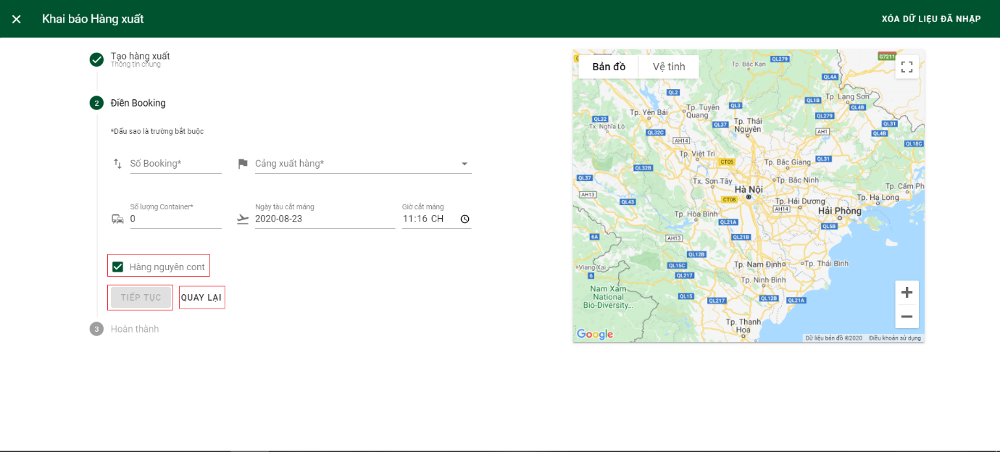 Khai báo Hàng xuất
XÓA DỮ LIỆU ĐÃ NHẬP
Tạo hàng xuất
Thông tin chung
2 Điền Booking
*Dấu sao là trường bắt buộc
Số Booking*
Cảng xuất hàng*
Số lượng Container*
0
Ngày tàu cắt máng
2020-08-23
Giờ cắt máng
11:16 CH
Hàng nguyên cont
TIẾP TỤC
QUAY LẠI
3 Hoàn thành
Bản đồ
Vệ tinh
QL279
G7211
Tp. Bắc Kạn
QL4A
QL2
QL1B
Tp. Lạng Sơn
QL3
QL4B
Tp. Yên Bái
Tp. Tuyên
Quang
QL279
QL32
Tp. Thái
Nguyên
QL37
QL31
Tx. Nghĩa Lộ
QL32C
AH1
QL4B
AH14
QL18C
Tp. Việt Trì
QL31
CT05
Tp. Bắc Giang
QL32B
QL37
Tx. Sơn Tây
Tp. Bắc Ninh
Hà Nội
Tp. Cẩm P
AH13
CT08
Tp. Hạ Long
QL43
Tp. Hải Dương
AH14
Hải Phòng
Tp. Hòa Bình
QL21A
QL5B
6A
AH13
QL21B
QL12B
Viang Xai
QL15C
Tp. Nam Định
Tp. Thái Bình
6
QL217
Tp. Ninh Bình
Nam Xam
National
Bio-Diversity...
QL15
QL217
QL12B
QL21A
Tp. Thanh
Hoá
Google
Dữ liệu bản đồ ©2020
Điều khoản sử dụng